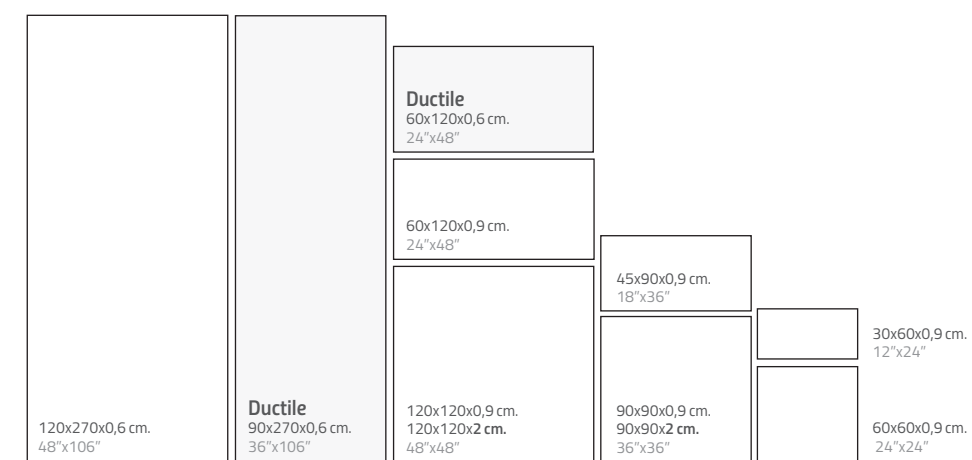 120x270x0,6 cm.
48”x106”
Ductile
90x270x0,6 cm.
36”x106”
Ductile
60x120x0,6 cm.
24”x48”
60x120x0,9 cm.
24”x48”
120x120x0,9 cm.
120x120x2 cm.
48”x48”
45x90x0,9 cm.
18”x36”
90x90x0,9 cm.
90x90x2 cm.
36”x36”
30x60x0,9 cm.
12”x24”
60x60x0,9 cm.
24”x24”